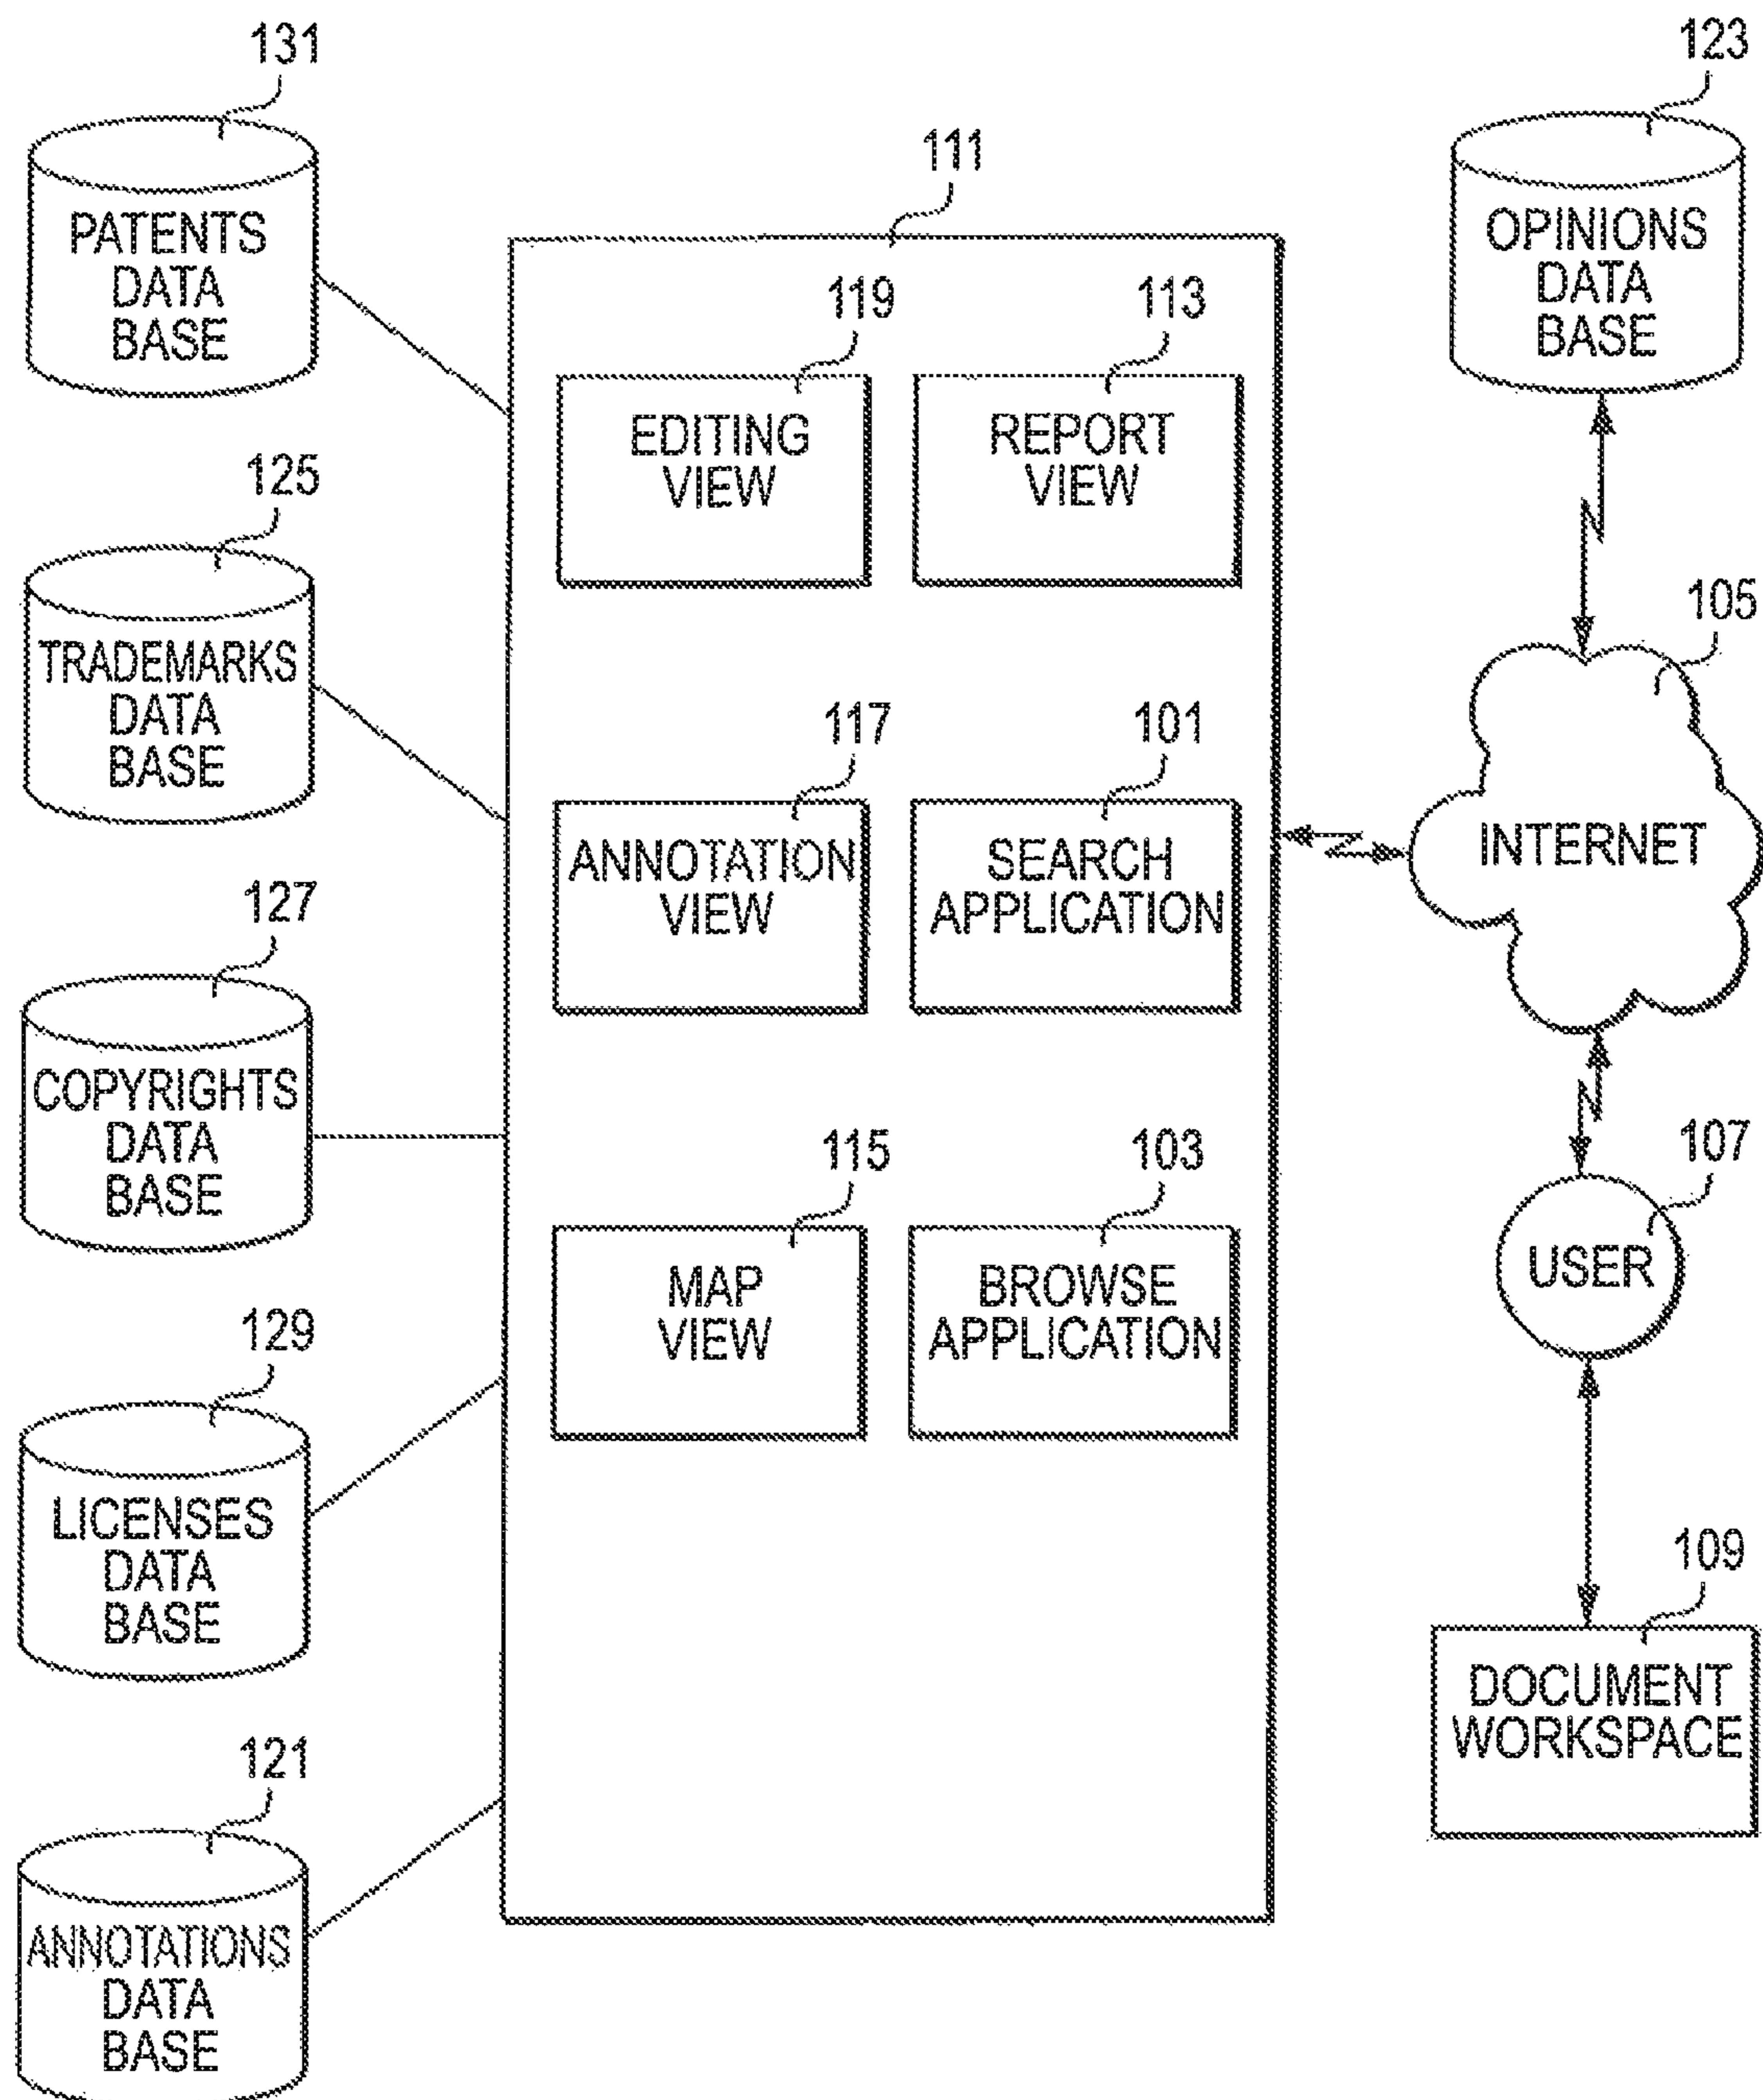 131
PATENTS
DATA
BASE
125
TRADEMARKS
DATA
BASE
127
COPYRIGHTS
DATA
BASE
129
LICENSES
DATA
BASE
121
ANNOTATIONS
DATA
BASE
111
119
EDITING
VIEW
113
REPORT
VIEW
117
ANNOTATION
VIEW
101
SEARCH
APPLICATION
115
MAP
VIEW
103
BROWSE
APPLICATION
123
OPINIONS
DATA
BASE
105
INTERNET
107
USER
109
DOCUMENT
WORKSPACE